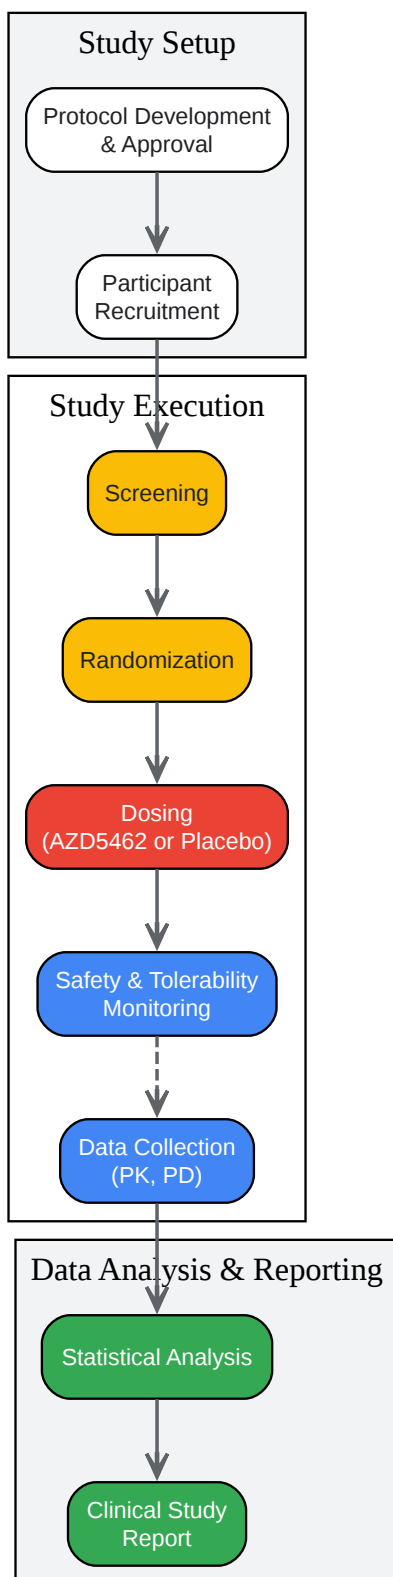 Study Setup
Protocol Development
& Approval
Participant
Recruitment
Study Execution
Screening
Randomization
Dosing
(AZD5462 or Placebo)
Safety & Tolerability
Monitoring
Data Collection
(PK, PD)
Data Analysis & Reporting
Statistical Analysis
Clinical Study
Report